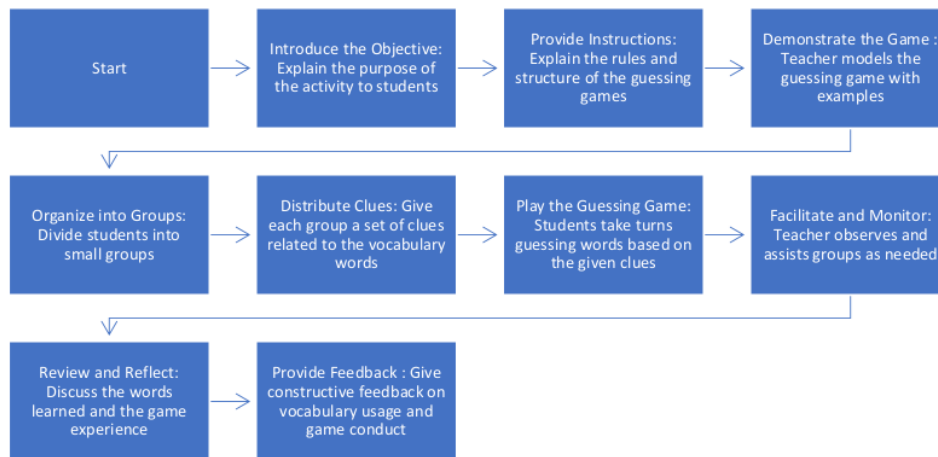 Start
Introduce the Objective:
Explain the purpose of
the activity to students
Provide Instructions:
Explain the rules and
structure of the guessing
games
Demonstrate the Game :
Teacher models the
guessing game with
examples
Organize into Groups:
Divide students into
small groups
Distribute Clues: Give
each group a set of clues
related to the vocabulary
words
Play the Guessing Game:
Students take turns
guessing words based on
the given clues
Facilitate and Monitor:
Teacher observes and
assists groups as needed
Review and Reflect:
Discuss the words
learned and the game
experience
Provide Feedback : Give
constructive feedback on
vocabulary usage and
game conduct